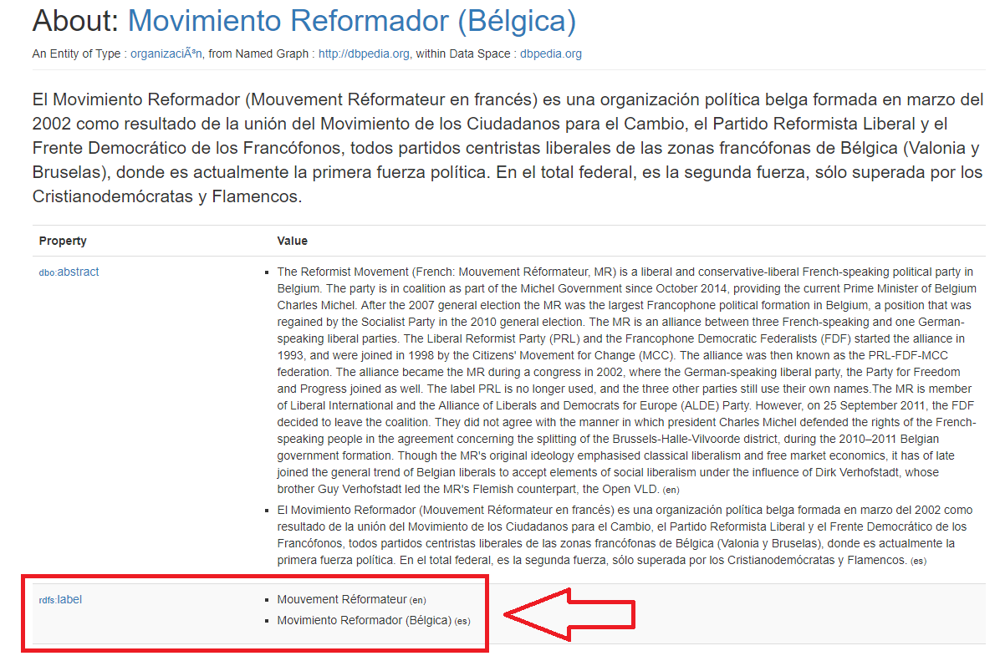 About: Movimiento Reformador (Bélgica)
An Entity of Type : organizaciÃ³n, from Named Graph : http://dbpedia.org, within Data Space : dbpedia.org
El Movimiento Reformador (Mouvement Réformateur en francés) es una organización política belga formada en marzo del
2002 como resultado de la unión del Movimiento de los Ciudadanos para el Cambio, el Partido Reformista Liberal y el
Frente Democrático de los Francófonos, todos partidos centristas liberales de las zonas francófonas de Bélgica (Valonia y
Bruselas), donde es actualmente la primera fuerza política. En el total federal, es la segunda fuerza, sólo superada por los
Cristianodemócratas y Flamencos.
Property Value
dbo:abstract
▪ The Reformist Movement (French: Mouvement Réformateur, MR) is a liberal and conservative-liberal French-speaking political party in
Belgium. The party is in coalition as part of the Michel Government since October 2014, providing the current Prime Minister of Belgium
Charles Michel. After the 2007 general election the MR was the largest Francophone political formation in Belgium, a position that was
regained by the Socialist Party in the 2010 general election. The MR is an alliance between three French-speaking and one German-
speaking liberal parties. The Liberal Reformist Party (PRL) and the Francophone Democratic Federalists (FDF) started the alliance in
1993, and were joined in 1998 by the Citizens' Movement for Change (MCC). The alliance was then known as the PRL-FDF-MCC
federation. The alliance became the MR during a congress in 2002, where the German-speaking liberal party, the Party for Freedom
and Progress joined as well. The label PRL is no longer used, and the three other parties still use their own names.The MR is member
of Liberal International and the Alliance of Liberals and Democrats for Europe (ALDE) Party. However, on 25 September 2011, the FDF
decided to leave the coalition. They did not agree with the manner in which president Charles Michel defended the rights of the French-
speaking people in the agreement concerning the splitting of the Brussels-Halle-Vilvoorde district, during the 2010–2011 Belgian
government formation. Though the MR's original ideology emphasised classical liberalism and free market economics, it has of late
joined the general trend of Belgian liberals to accept elements of social liberalism under the influence of Dirk Verhofstadt, whose
brother Guy Verhofstadt led the MR's Flemish counterpart, the Open VLD. (en)
▪ El Movimiento Reformador (Mouvement Réformateur en francés) es una organización política belga formada en marzo del 2002 como
resultado de la unión del Movimiento de los Ciudadanos para el Cambio, el Partido Reformista Liberal y el Frente Democrático de los
Francófonos, todos partidos centristas liberales de las zonas francófonas de Bélgica (Valonia y Bruselas), donde es actualmente la
primera fuerza política. En el total federal, es la segunda fuerza, sólo superada por los Cristianodemócratas y Flamencos. (es)
rdfs:label
▪ Mouvement Réformateur (en)
▪ Movimiento Reformador (Bélgica) (es)